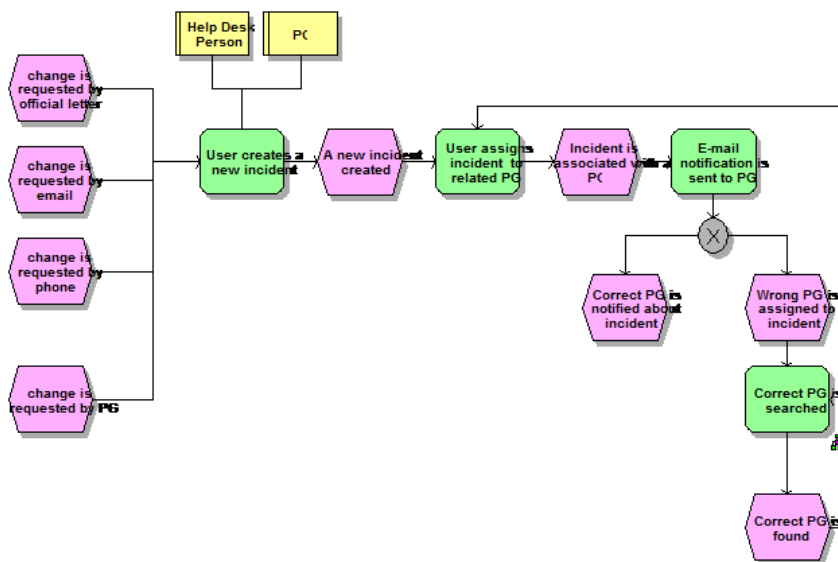 Help Desk
Person
PG
change is
requested by
official letter
change is
requested by
email
change is
requested by
phone
change is
requested by PG
User creates a
new incident
A new incident
created
User assigns
incident to
related PG
Incident is
associated with a
PG
E-mail
notification is
sent to PG
X
Correct PG is
notified about
incident
Wrong PG is
assigned to
incident
Correct PG is
searched
Correct PG is
found